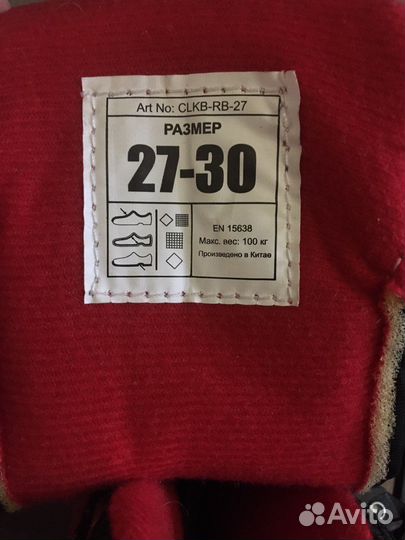 Art No: CLKB-RB-27
РАЗМЕР
27-30
EN 15638
Макс. вес: 100 кг
Произведено в Китае
Avito